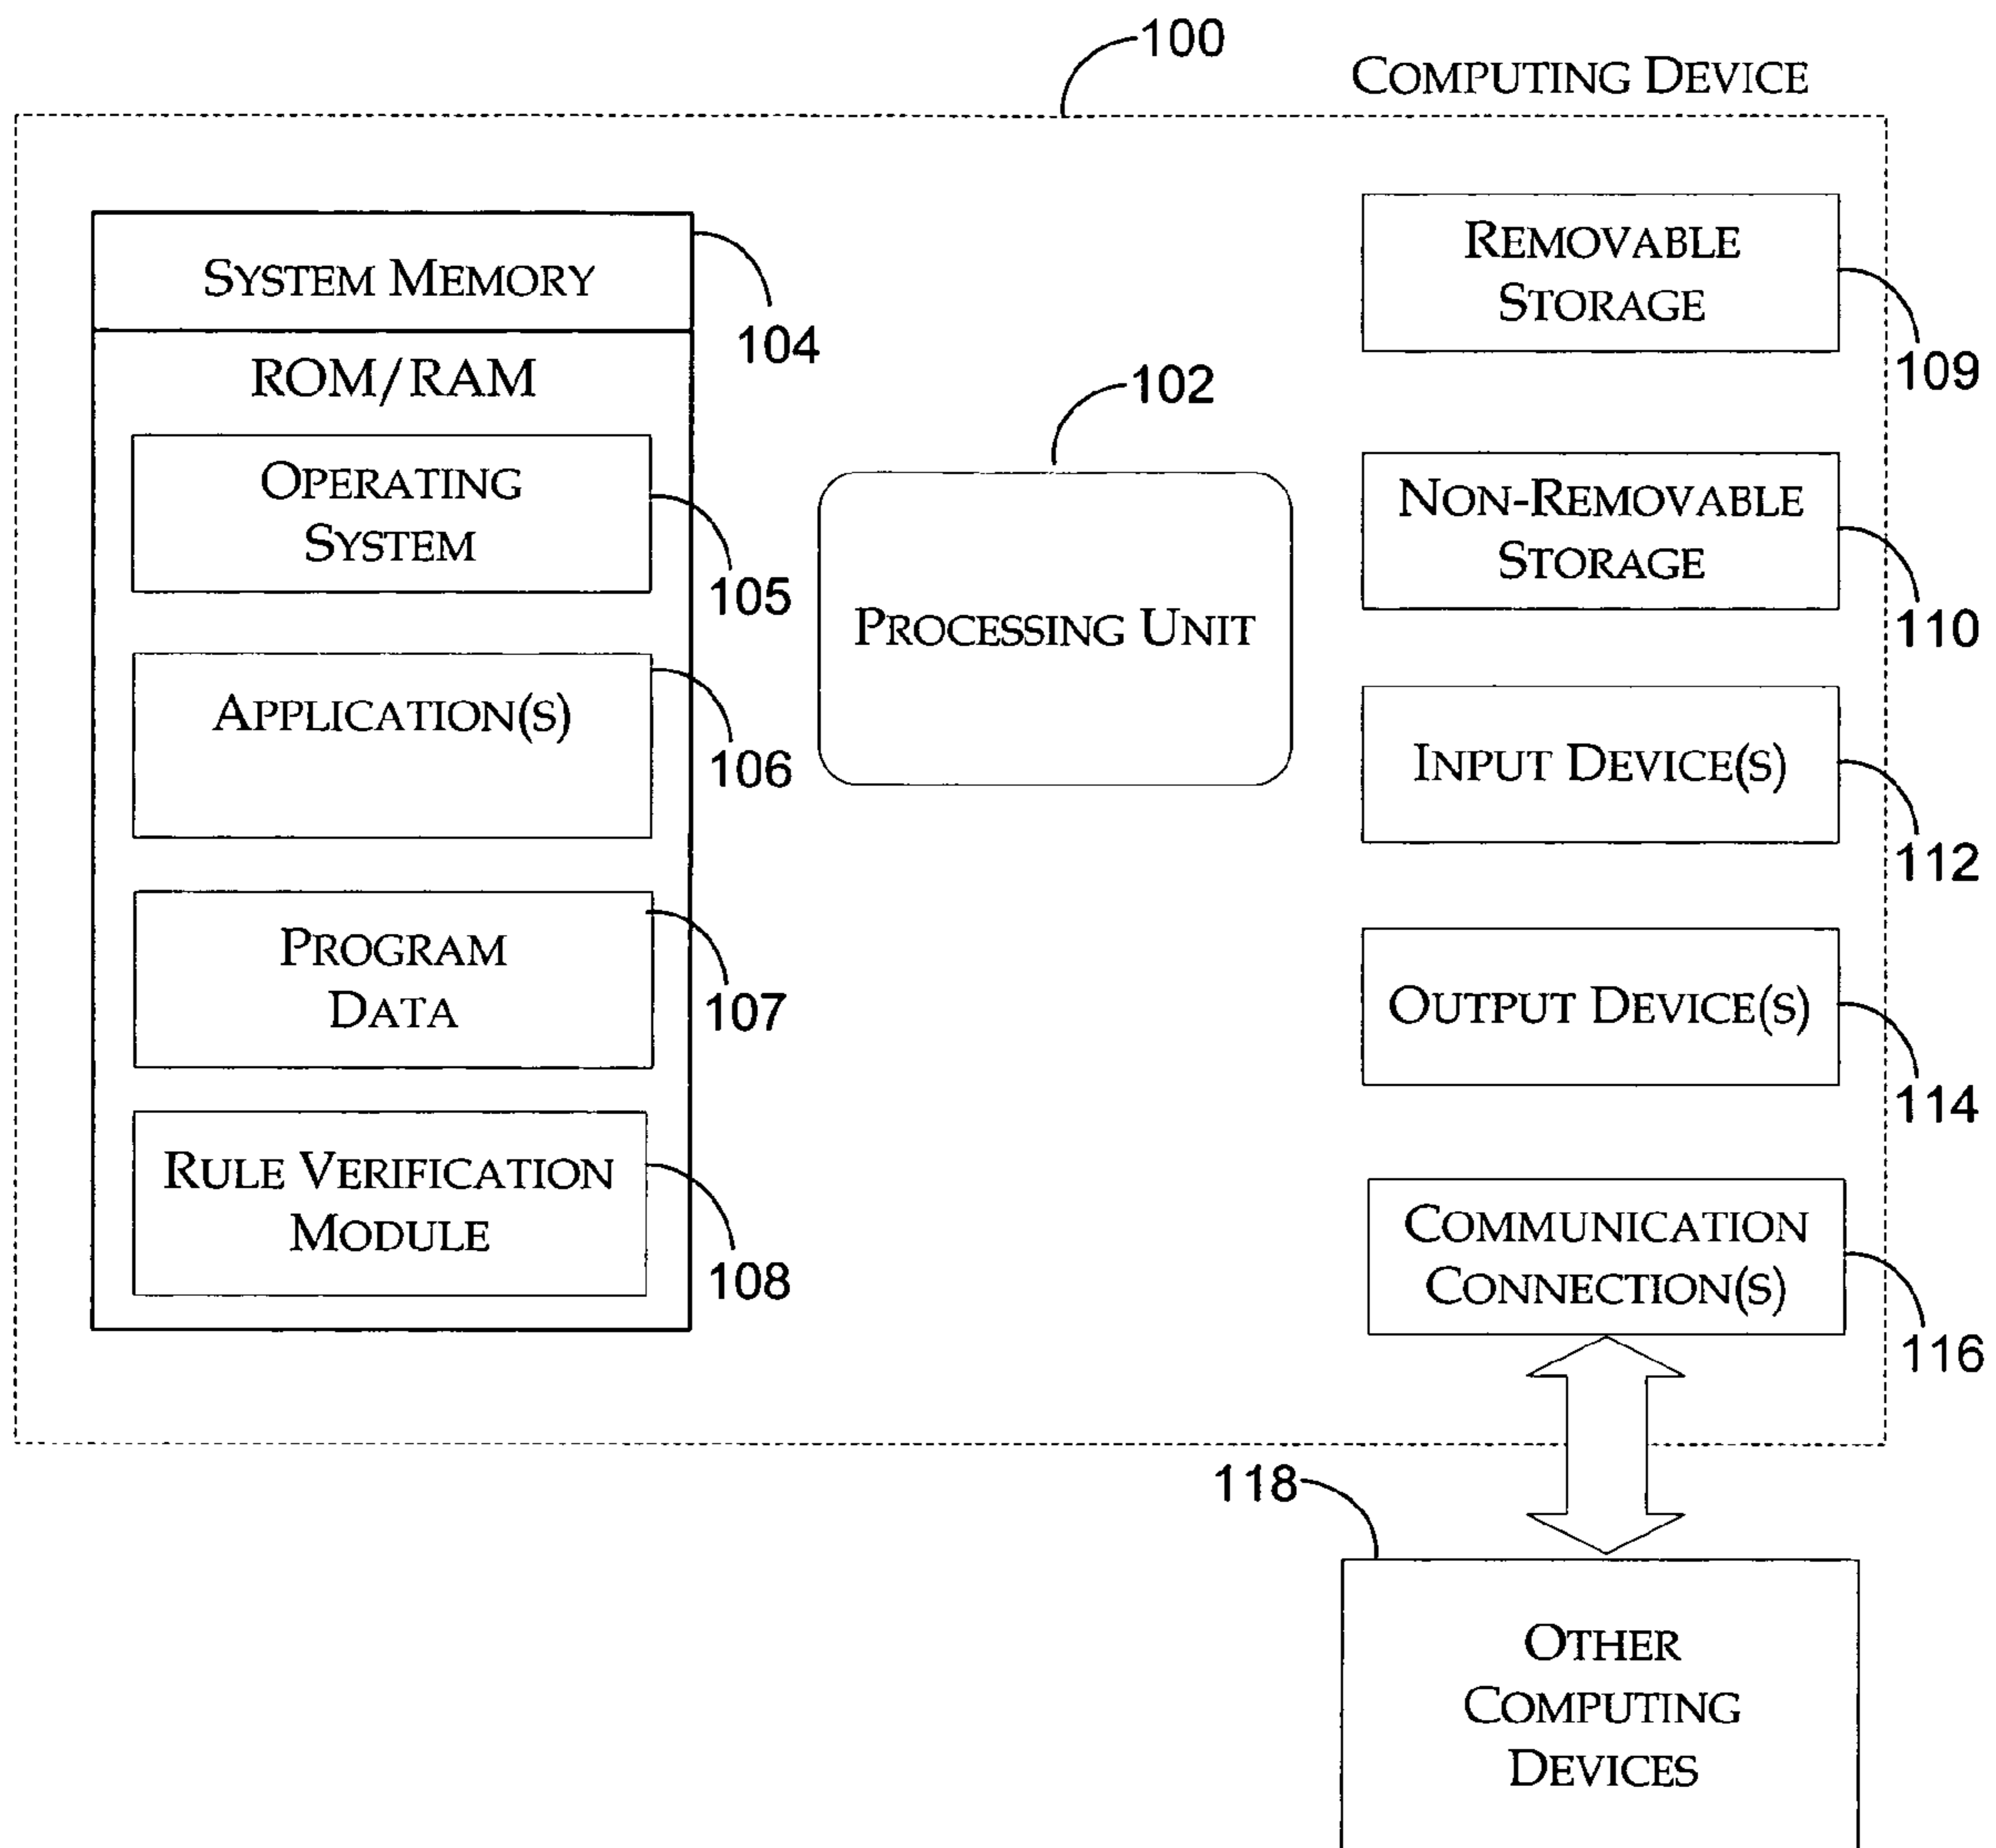 100
COMPUTING DEVICE
SYSTEM MEMORY
104
ROM/RAM
OPERATING
SYSTEM
105
APPLICATION(S)
106
PROGRAM
DATA
107
RULE VERIFICATION
MODULE
108
102
PROCESSING UNIT
REMOVABLE
STORAGE
109
NON-REMOVABLE
STORAGE
110
INPUT DEVICE(S)
112
OUTPUT DEVICE(S)
114
COMMUNICATION
CONNECTION(S)
116
118
OTHER
COMPUTING
DEVICES